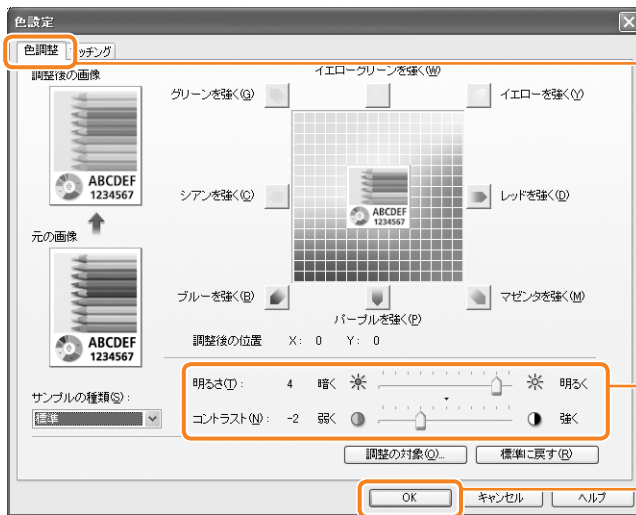 色設定
色調整 マッチング
調整後の画像
イエローグリーンを強く(W)
グリーンを強く(G)
イエローを強く(Y)
ABCDEF
1234567
シアンを強く(C)
ABCDEF
1234567
レッドを強く(D)
元の画像
ブルーを強く(B)
マゼンタを強く(M)
パープルを強く(P)
ABCDEF
1234567
調整後の位置 X: 0 Y: 0
サンプルの種類(S):
標準
明るさ(T): 4 暗く 明るく
コントラスト(N): -2 弱く 強く
調整の対象(O)... 標準に戻す(R)
OK キャンセル ヘルプ